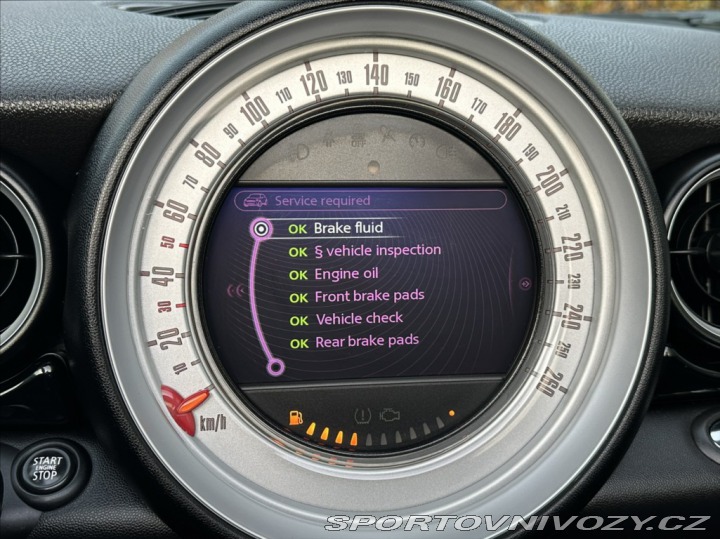 Service required
OK Brake fluid
OK § vehicle inspection
OK Engine oil
OK Front brake pads
OK Vehicle check
OK Rear brake pads
10
20
30
40
50
60
70
80
90
100
110
120
130
140
150
160
170
180
190
200
210
220
230
240
250
260
km/h
START
ENGINE
STOP
SPORTOVNIVOZY.CZ